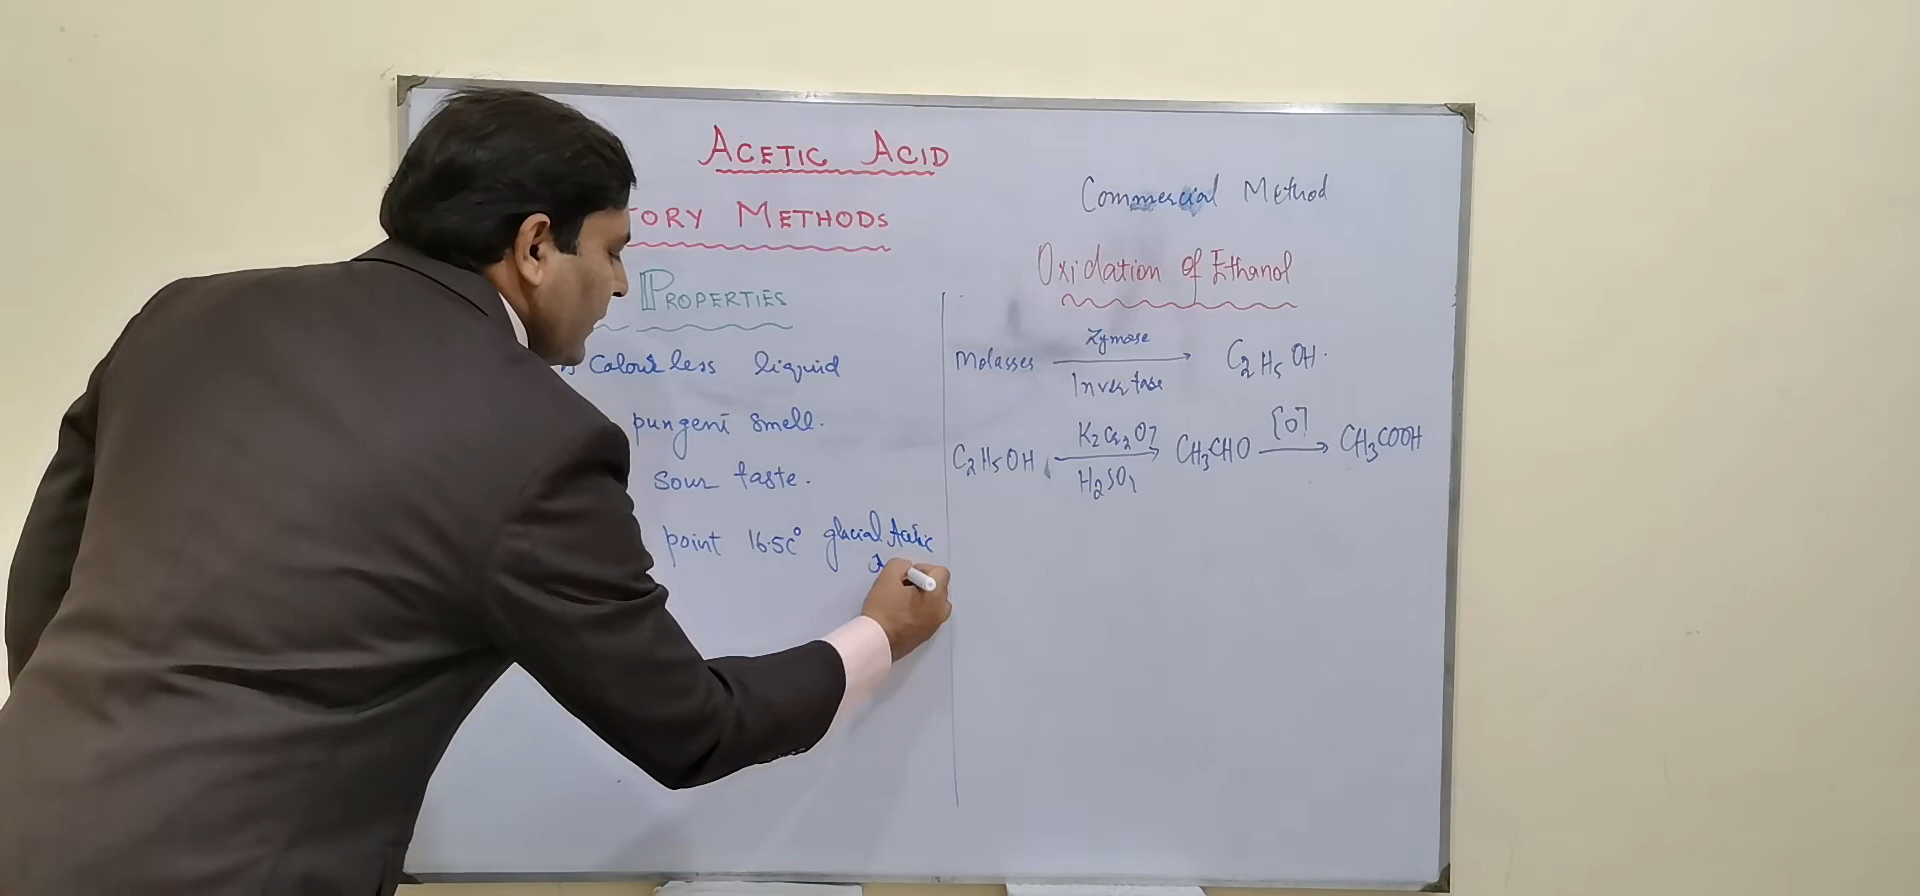 ACETIC ACID
TORY METHODS
PROPERTIES
Colourless liquid
pungent smell.
sour taste.
point 16.5c° glacial Acetic
A
Commercial Method
Oxidation of Ethanol
Molasses Zymase Invertase C2H5OH.
C2H5OH, K2Cr2O7 H2SO4 CH3CHO [O] CH3COOH